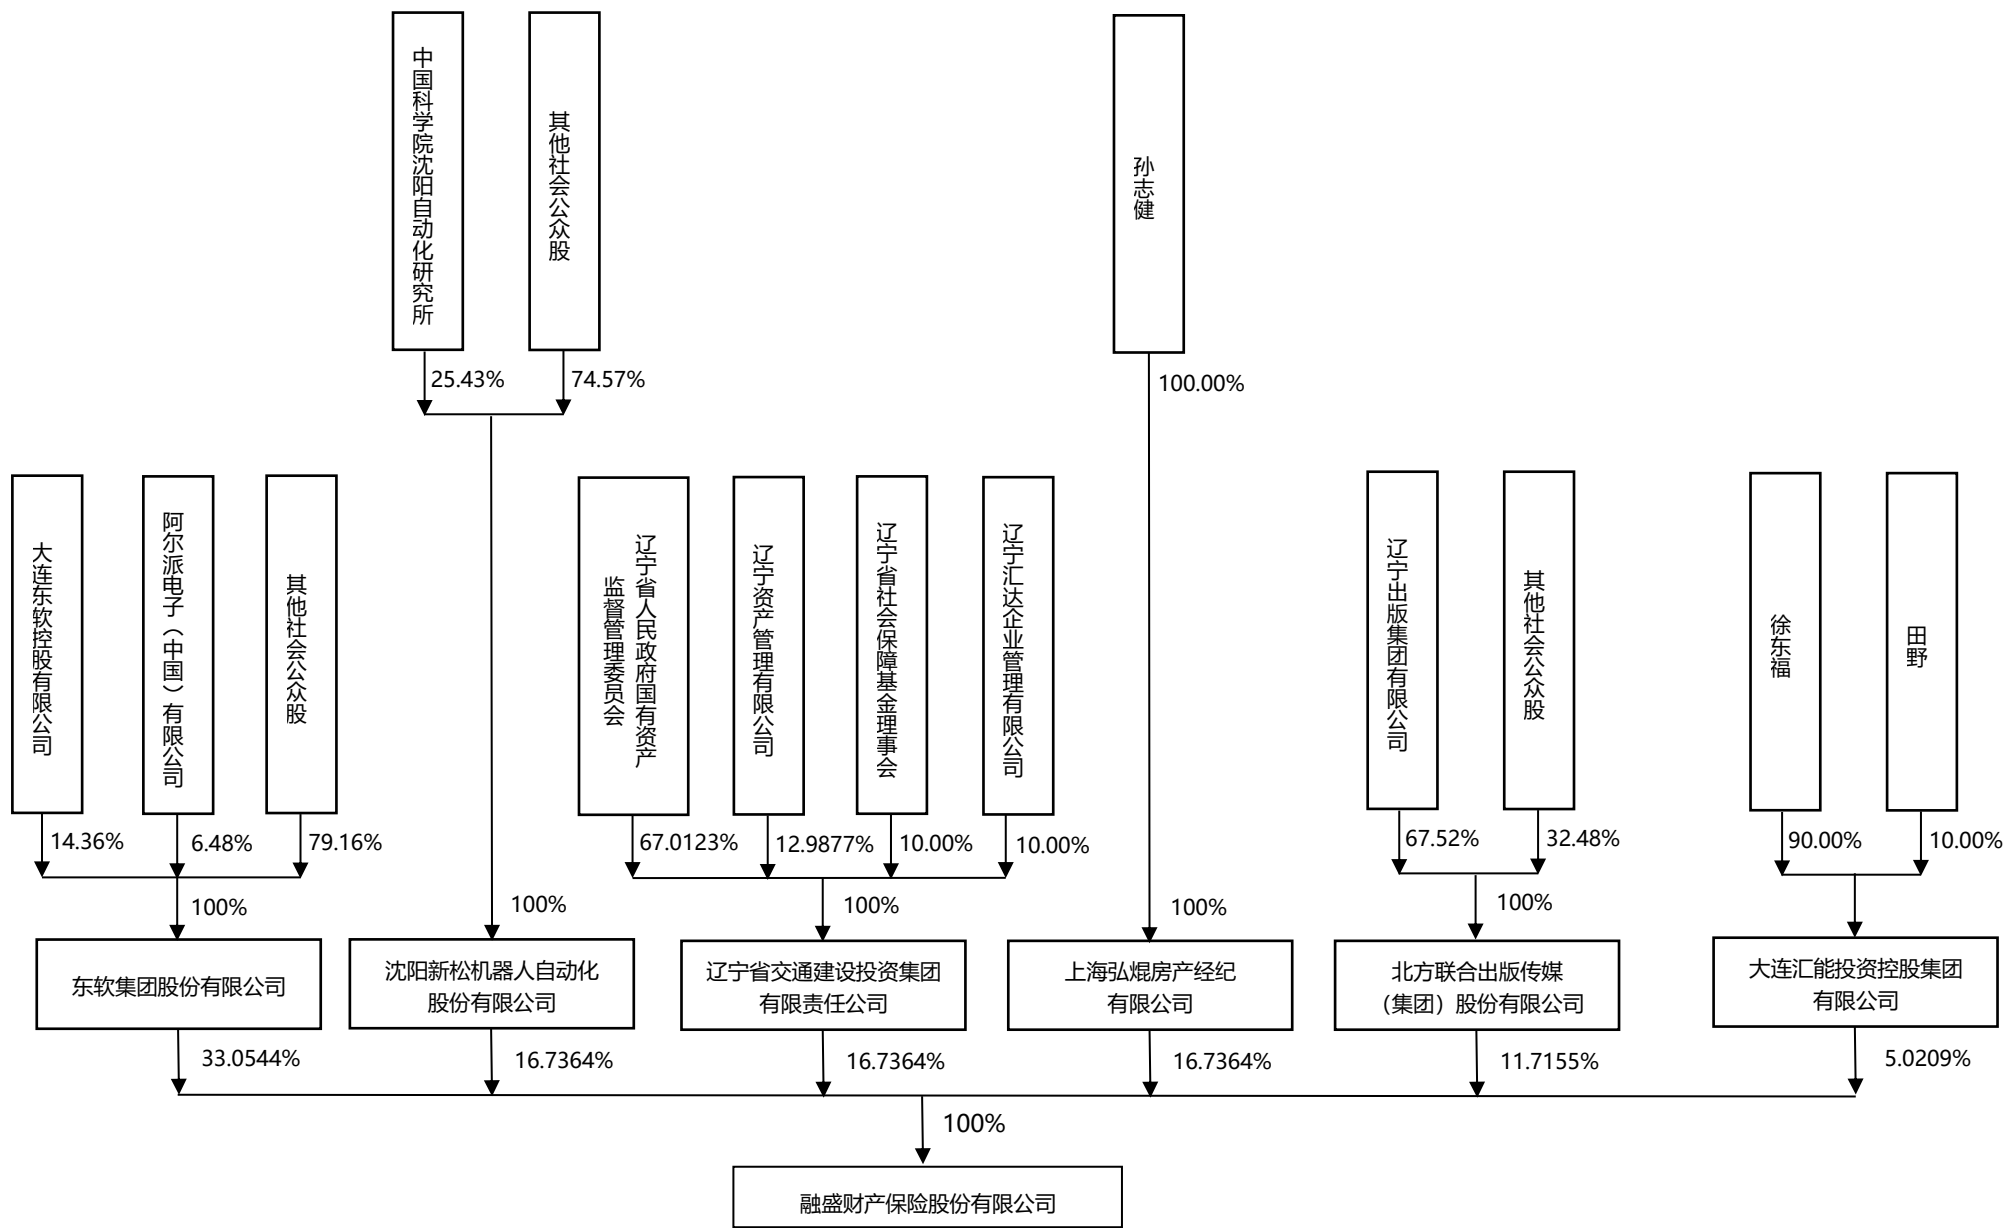 中国科学院沈阳自动化研究所
其他社会公众股
孙志健
25.43%
74.57%
100.00%
大连东软控股有限公司
阿尔派电子（中国）有限公司
其他社会公众股
辽宁省人民政府国有资产
监督管理委员会
辽宁资产管理有限公司
辽宁省社会保障基金理事会
辽宁汇达企业管理有限公司
辽宁出版集团有限公司
其他社会公众股
徐东福
田野
14.36%
6.48%
79.16%
67.0123%
12.9877%
10.00%
10.00%
67.52%
32.48%
90.00%
10.00%
100%
100%
100%
100%
100%
东软集团股份有限公司
沈阳新松机器人自动化
股份有限公司
辽宁省交通建设投资集团
有限责任公司
上海弘焜房产经纪
有限公司
北方联合出版传媒
（集团）股份有限公司
大连汇能投资控股集团
有限公司
33.0544%
16.7364%
16.7364%
16.7364%
11.7155%
5.0209%
100%
融盛财产保险股份有限公司